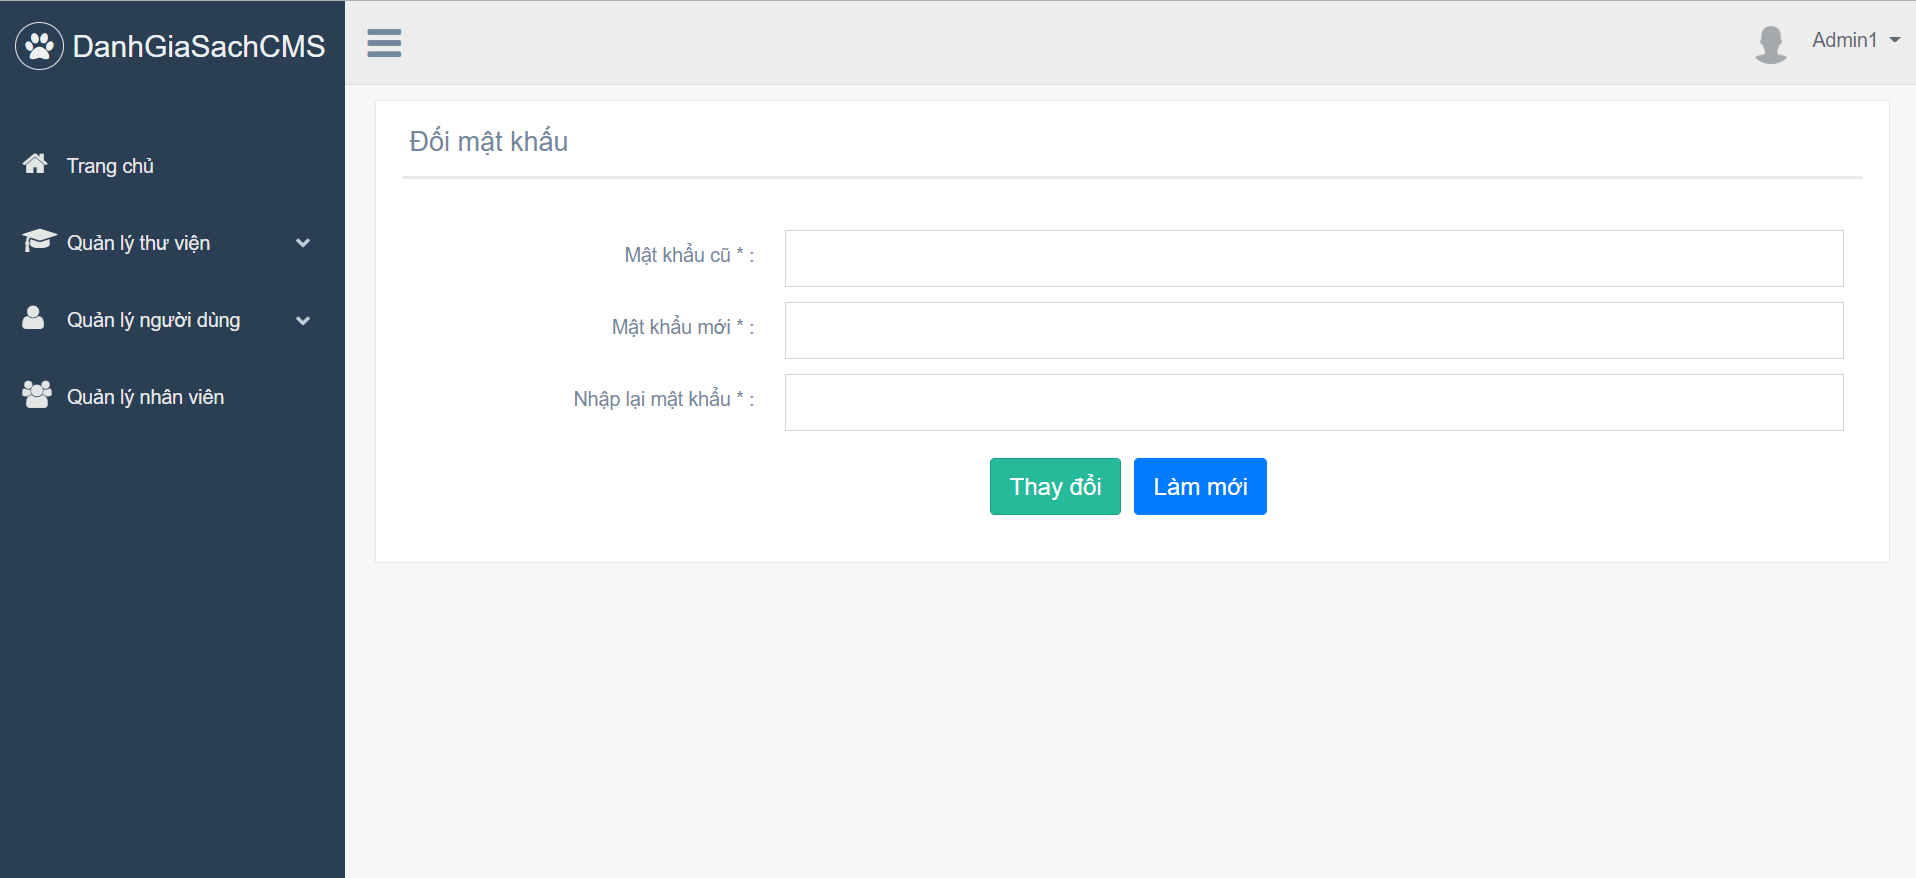 DanhGiaSachCMS
Admin1
Trang chủ
Quản lý thư viện
Quản lý người dùng
Quản lý nhân viên
Đối mật khẩu
Mật khẩu cũ * :
Mật khẩu mới * :
Nhập lại mật khẩu * :
Thay đổi
Làm mới